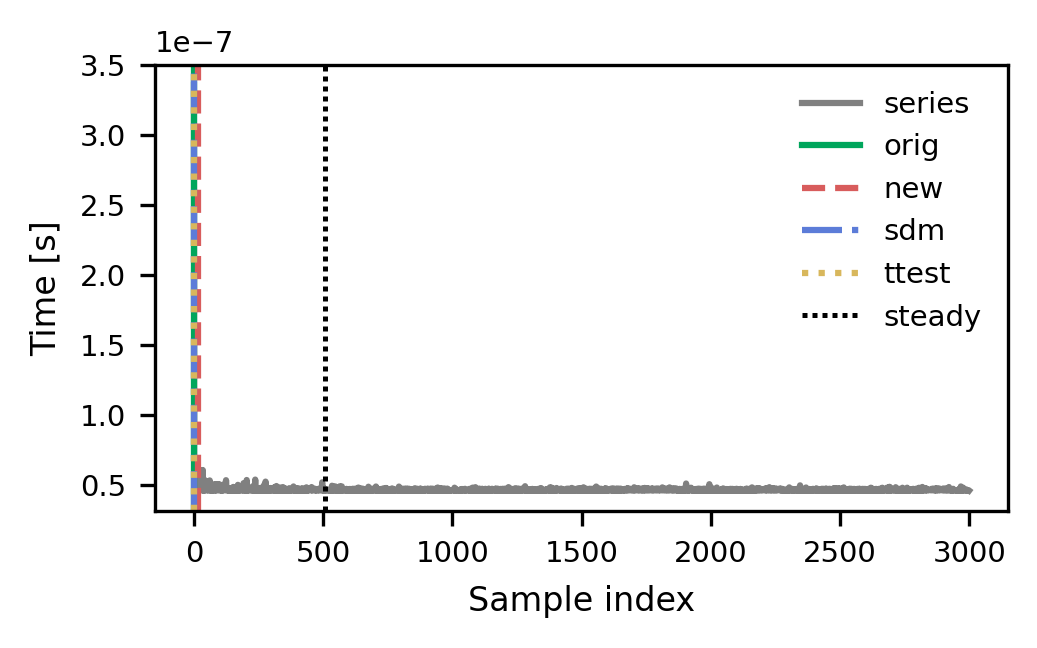 1e−7
3.5
3.0
2.5
2.0
1.5
1.0
0.5
Time [s]
series
orig
new
sdm
ttest
steady
0 500 1000 1500 2000 2500 3000
Sample index